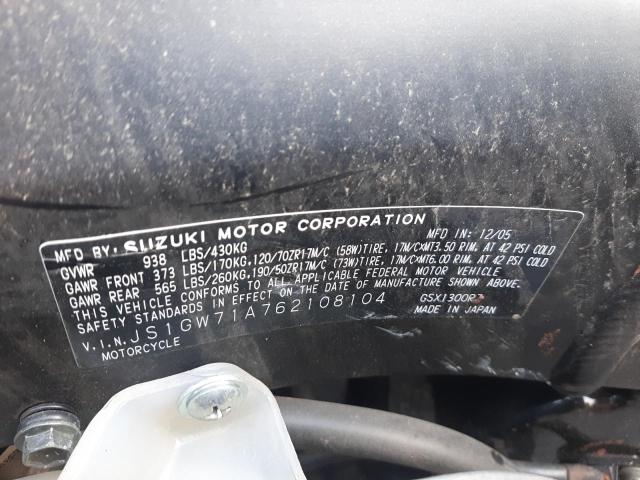 MFD BY: SUZUKI MOTOR CORPORATION MFD IN: 12/05
GVWR 938 LBS/430KG
GAWR FRONT 373 LBS/170KG,120/70ZR17M/C (58W)TIRE, 17M/C×MT3.50 RIM. AT 42 PSI COLD
GAWR REAR 565 LBS/260KG,190/50ZR17M/C (73W)TIRE, 17M/C×MT6.00 RIM. AT 42 PSI COLD
THIS VEHICLE CONFORMS TO ALL APPLICABLE FEDERAL MOTOR VEHICLE
SAFETY STANDARDS IN EFFECT ON THE DATE OF MANUFACTURE SHOWN ABOVE.
V.I.N. JS1GW71A762108104 GSX1300R
MOTORCYCLE MADE IN JAPAN